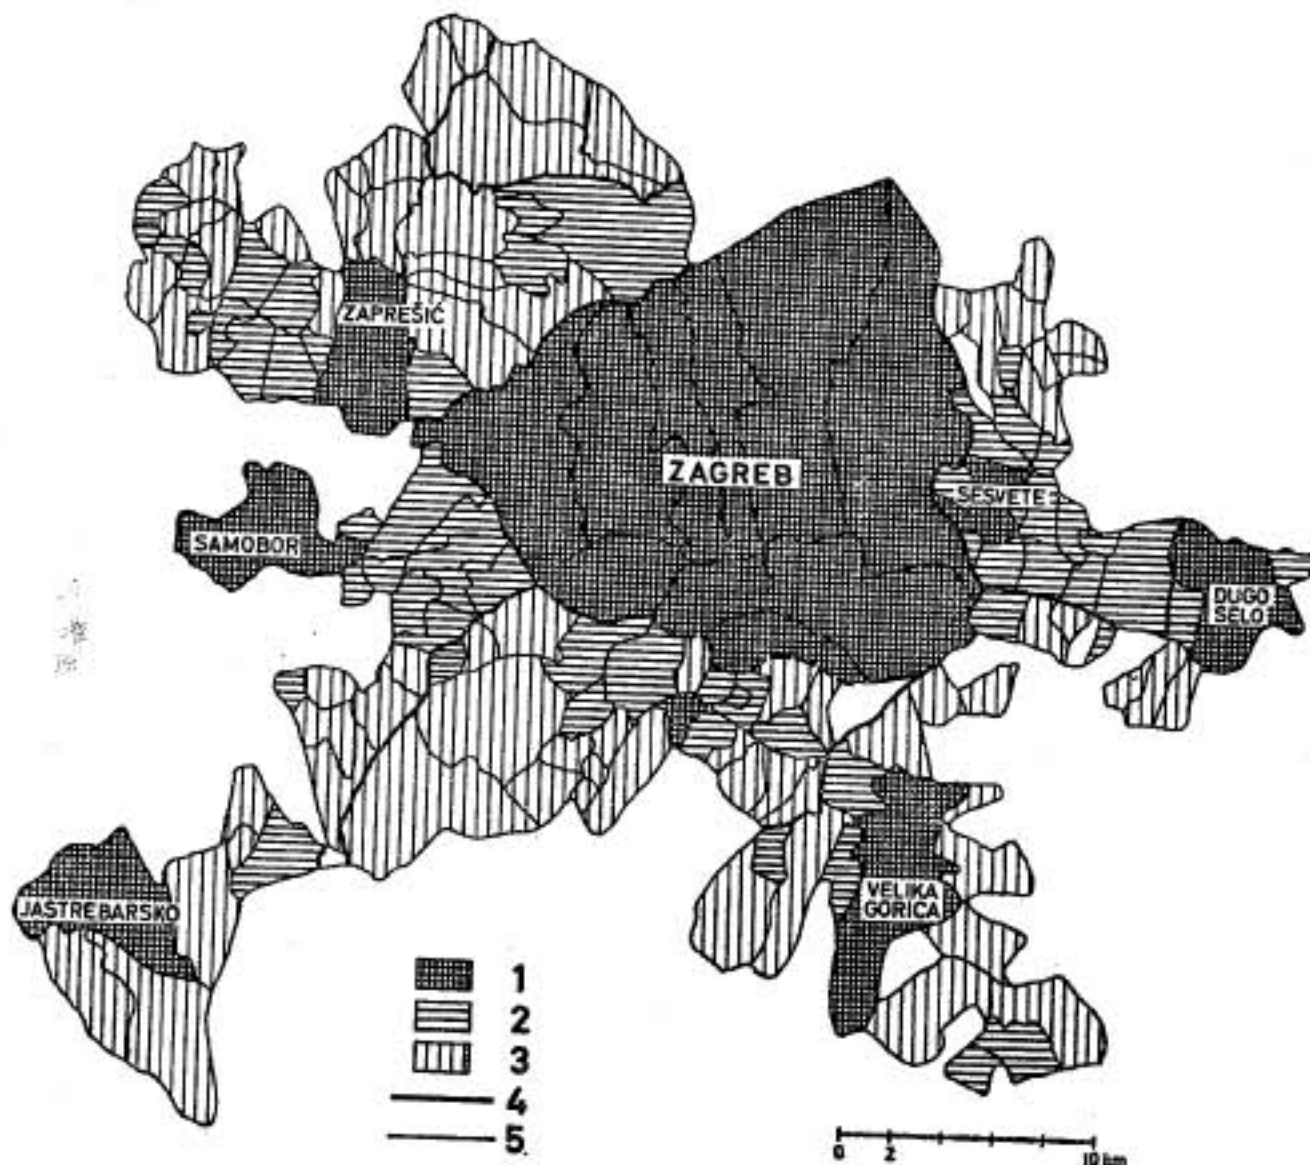 ZAPREŠIĆ
ZAGREB
SESVETE
SAMOBOR
DUGO
SELO
VELIKA
GORICA
JASTREBARSKO
1
2
3
4
5
0 2 10 km